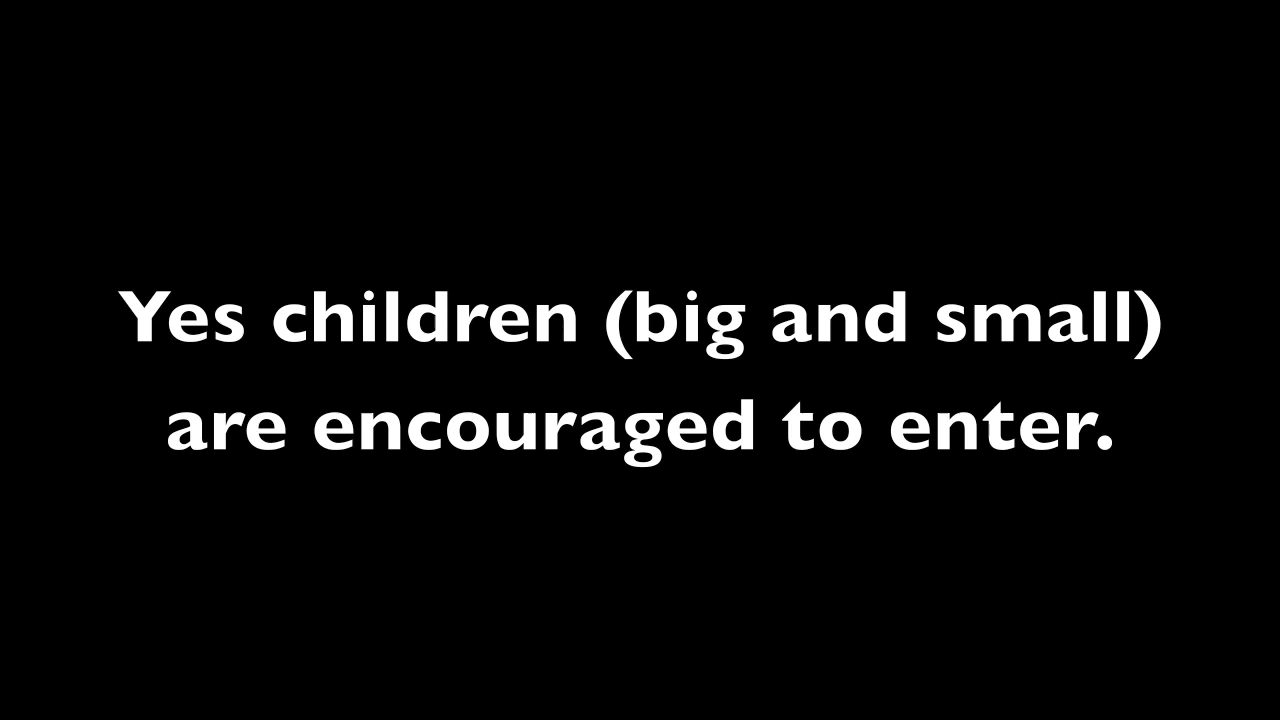 Yes children (big and small)
are encouraged to enter.